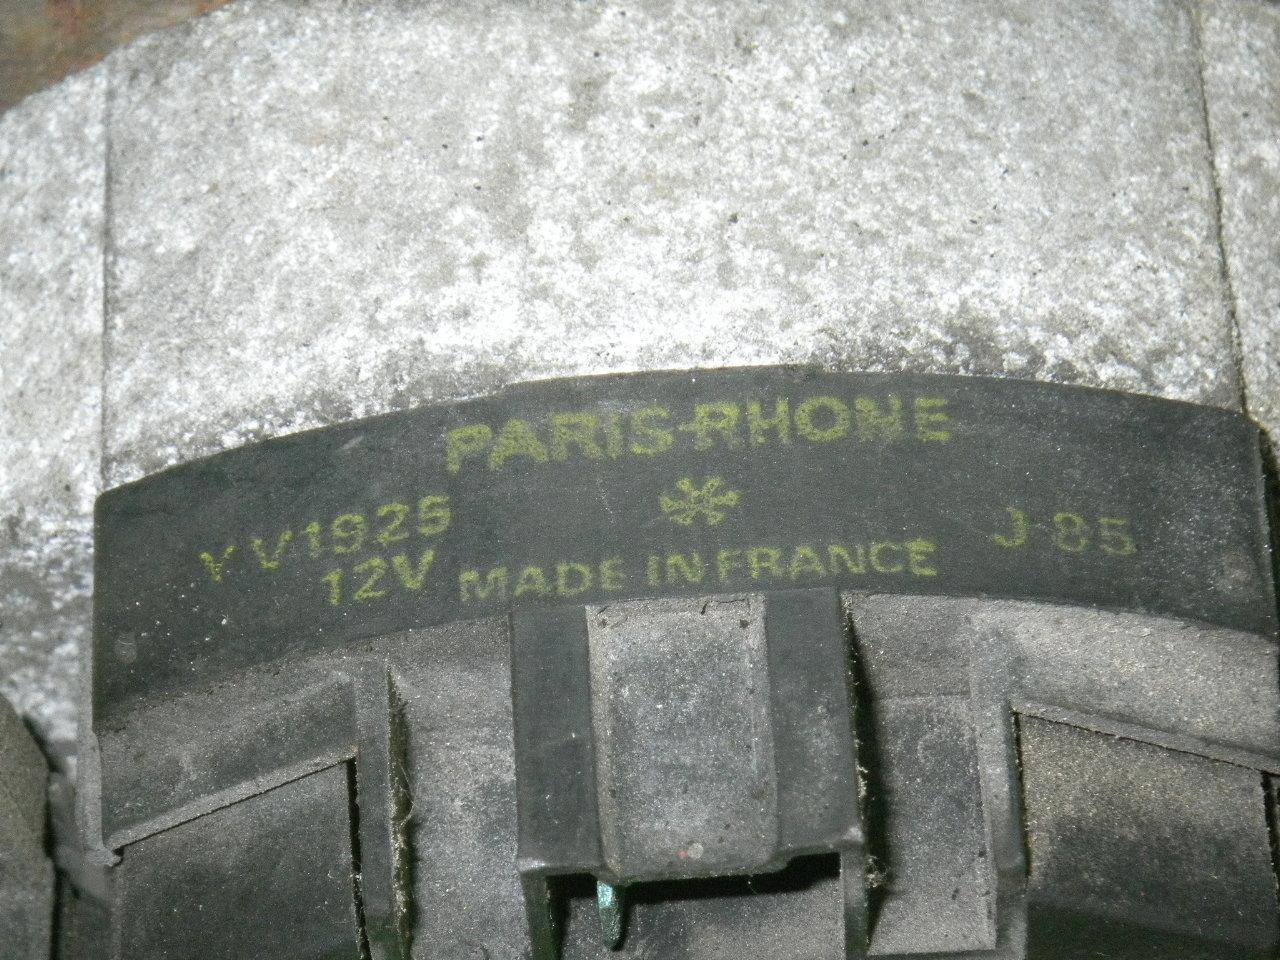 PARIS-RHONE
YV1925
J 85
12V
MADE IN FRANCE